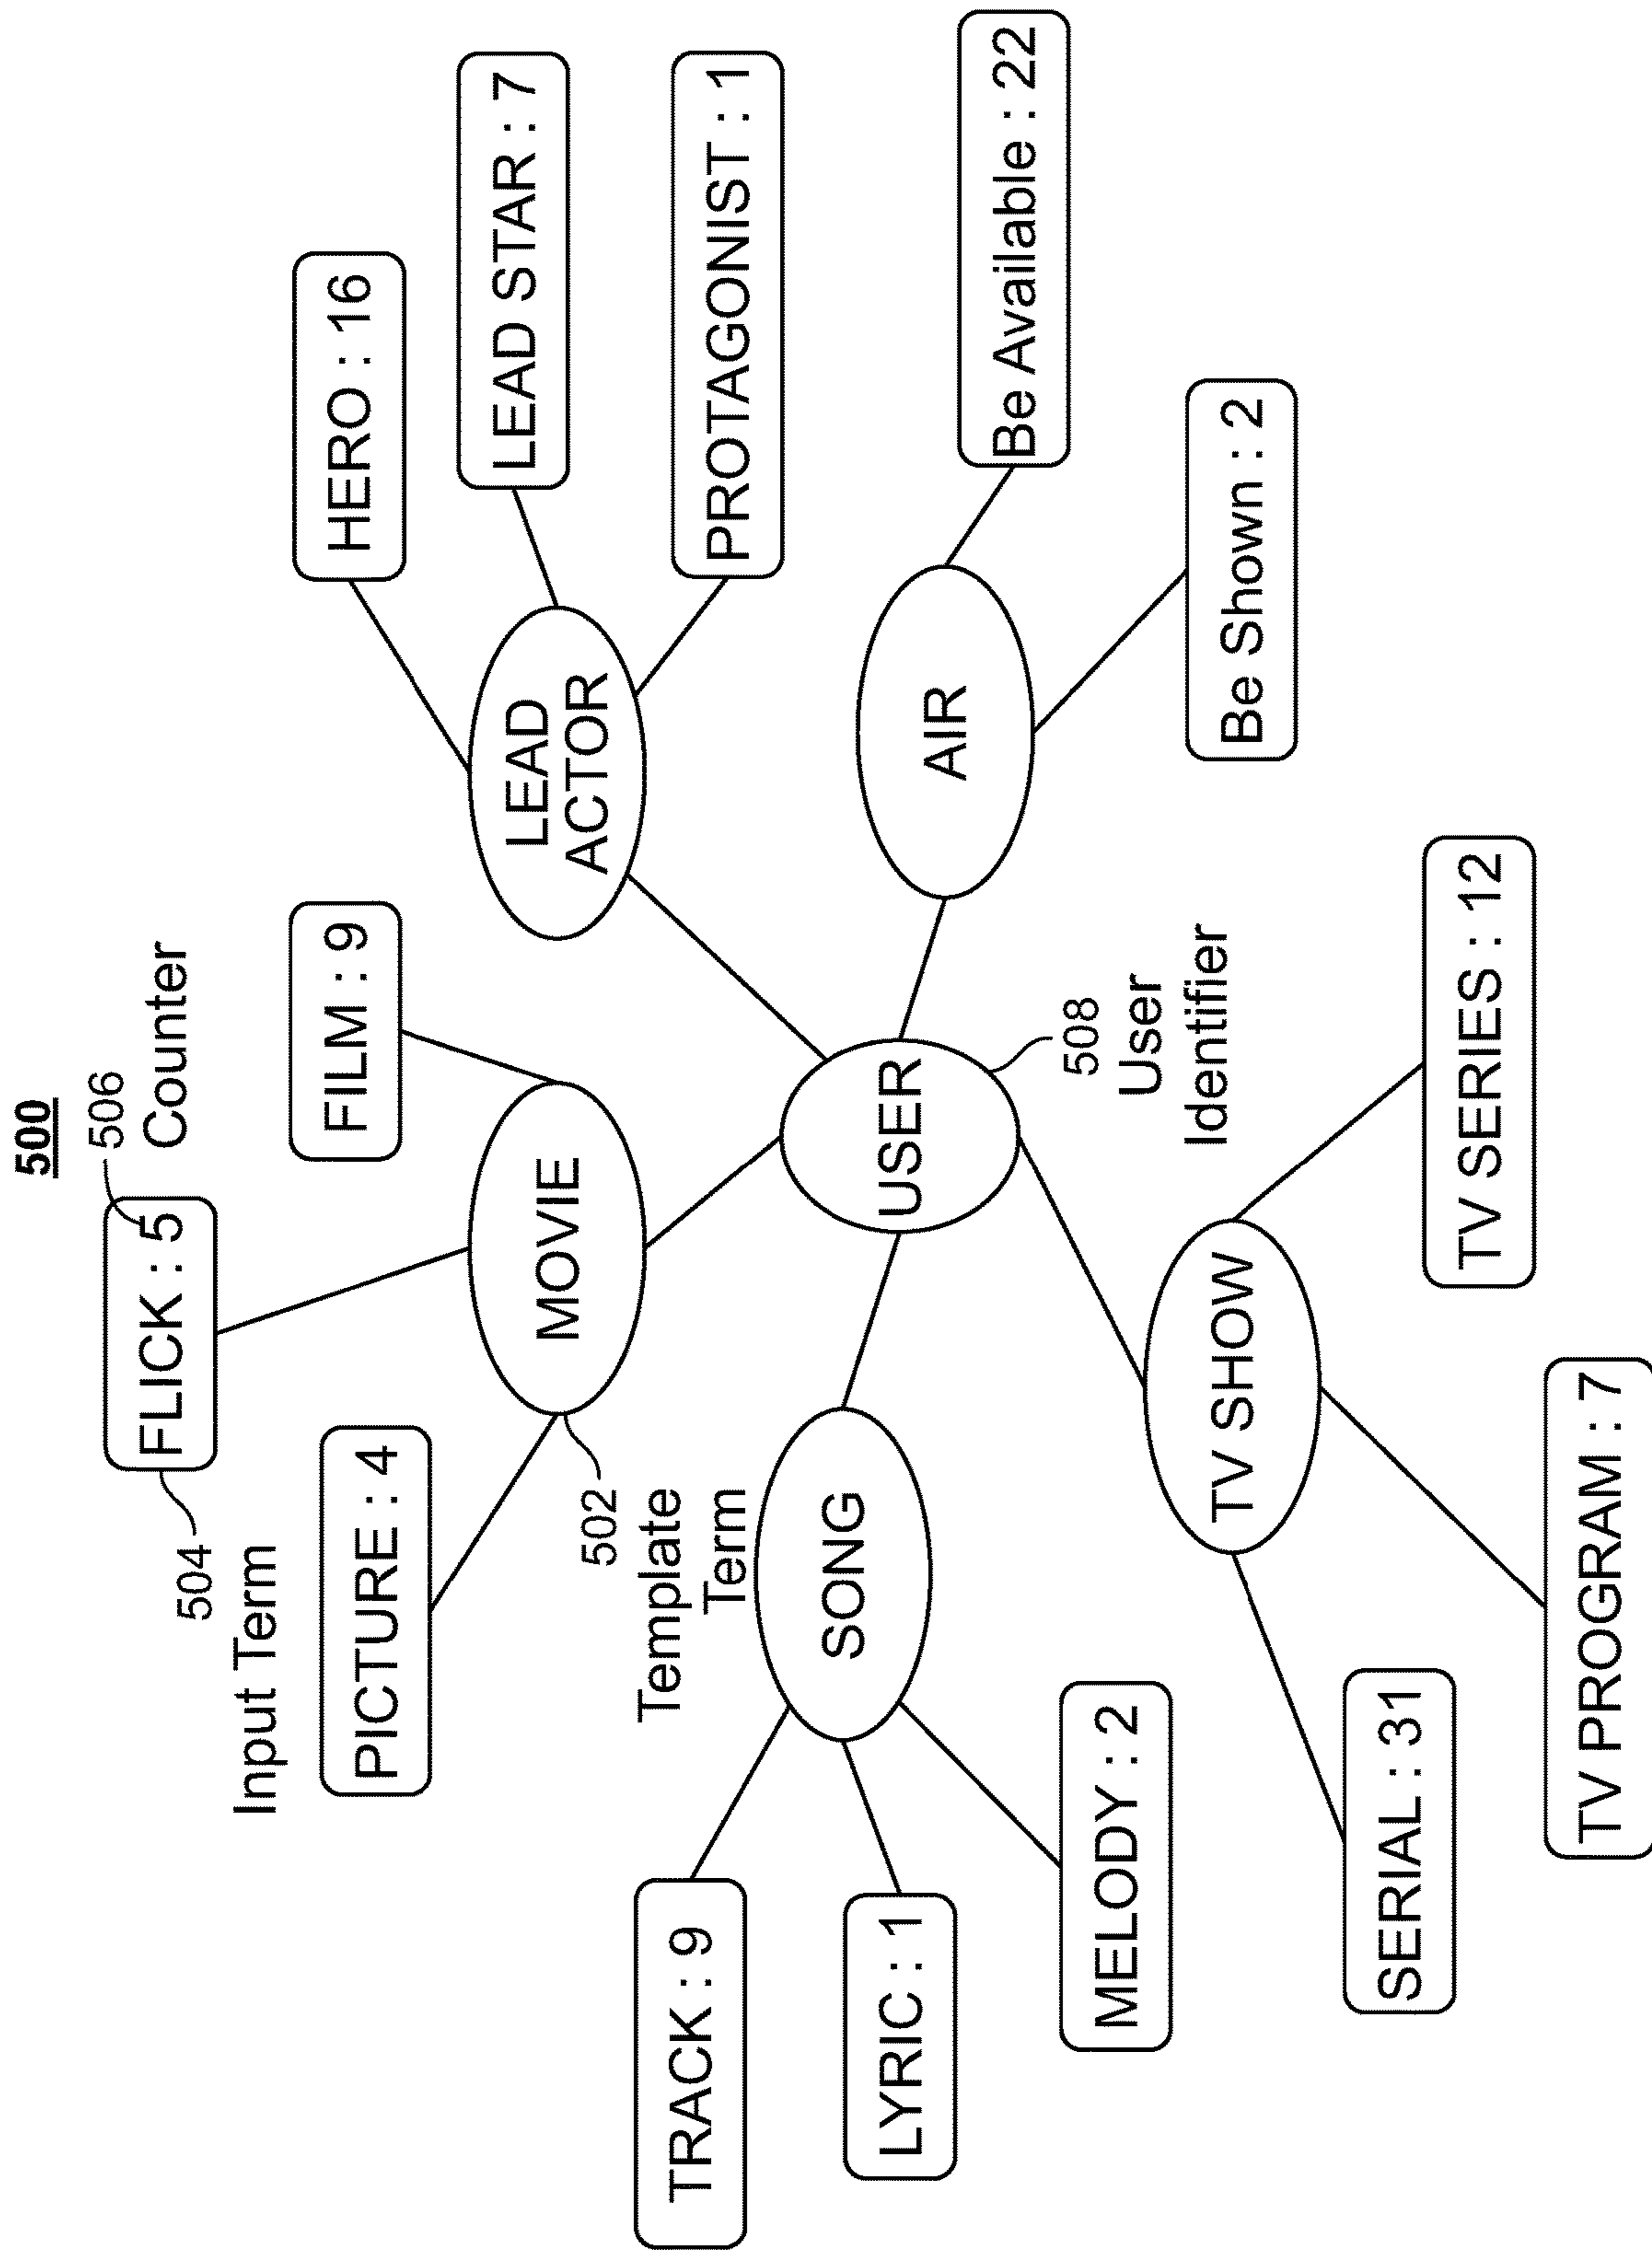 500
506
Counter
504
Input Term
FLICK : 5
PICTURE : 4
FILM : 9
HERO : 16
LEAD STAR : 7
PROTAGONIST : 1
MOVIE
LEAD
ACTOR
502
Template
Term
TRACK : 9
LYRIC : 1
MELODY : 2
SONG
USER
AIR
Be Available : 22
Be Shown : 2
508
User
Identifier
TV SHOW
SERIAL : 31
TV PROGRAM : 7
TV SERIES : 12